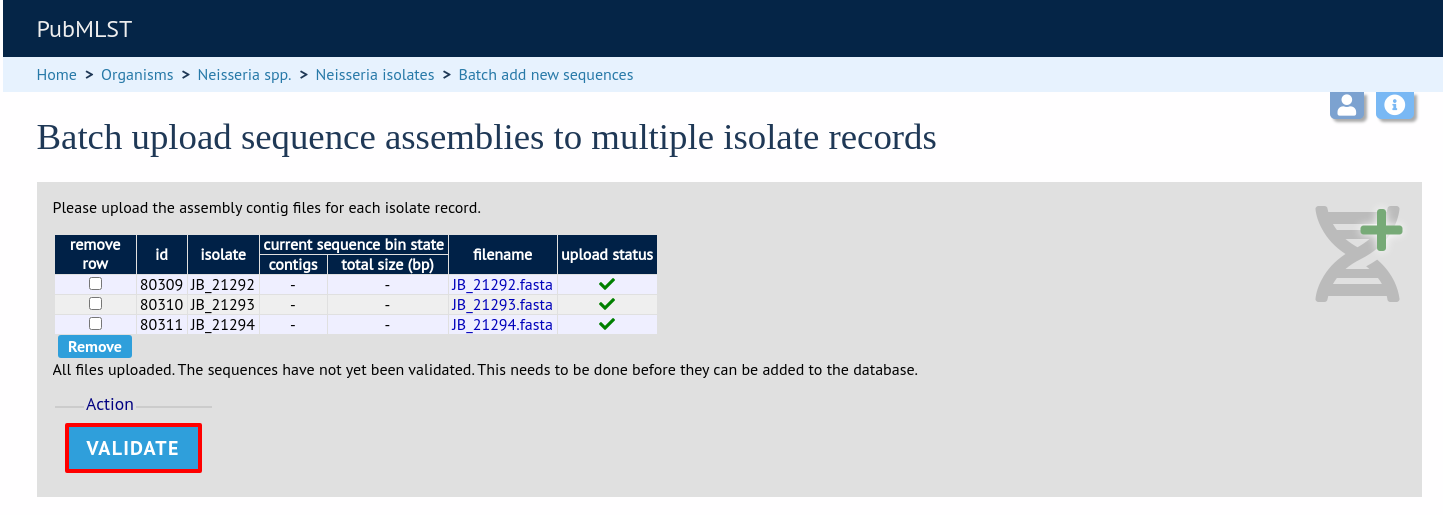 PubMLST
Home > Organisms > Neisseria spp. > Neisseria isolates > Batch add new sequences
Batch upload sequence assemblies to multiple isolate records
Please upload the assembly contig files for each isolate record.
remove row id isolate current sequence bin state filename upload status
contigs total size (bp)
80309 JB_21292 - - JB_21292.fasta
80310 JB_21293 - - JB_21293.fasta
80311 JB_21294 - - JB_21294.fasta
Remove
All files uploaded. The sequences have not yet been validated. This needs to be done before they can be added to the database.
Action
VALIDATE